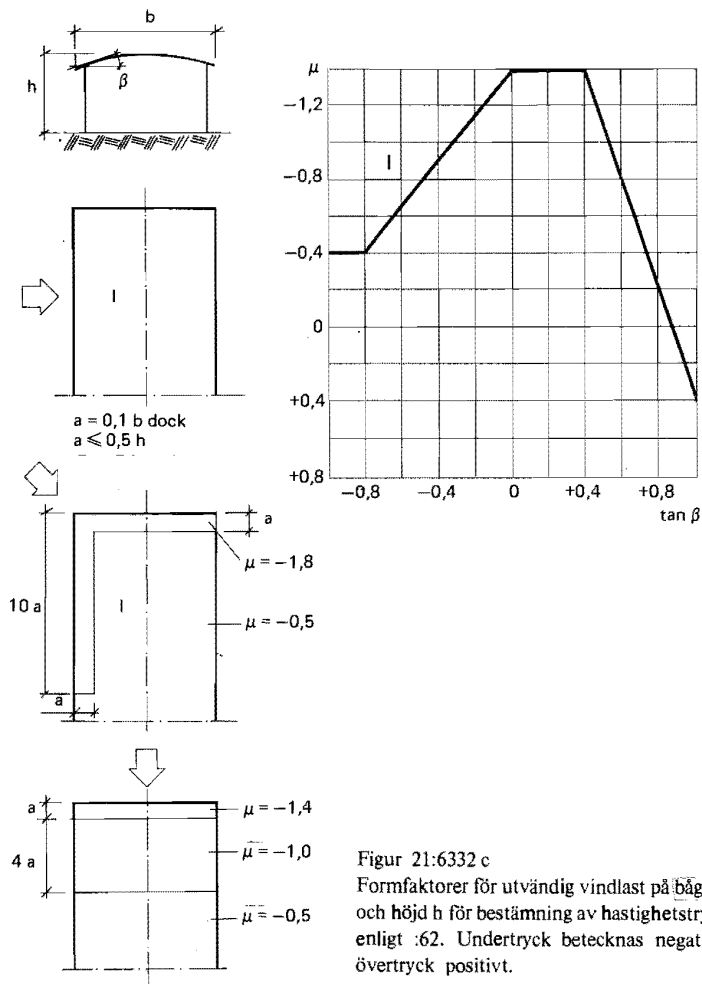 b
h
β
I
a = 0,1 b dock
a ≤ 0,5 h
μ
−1,2
−0,8
−0,4
0
+0,4
+0,8
I
−0,8 −0,4 0 +0,4 +0,8
tan β
a
μ = −1,8
10 a
I
μ = −0,5
a
a
μ = −1,4
4 a
μ = −1,0
μ = −0,5
Figur 21:6332 c
Formfaktorer för utvändig vindlast på båg
och höjd h för bestämning av hastighetstry
enligt :62. Undertryck betecknas negat
övertryck positivt.